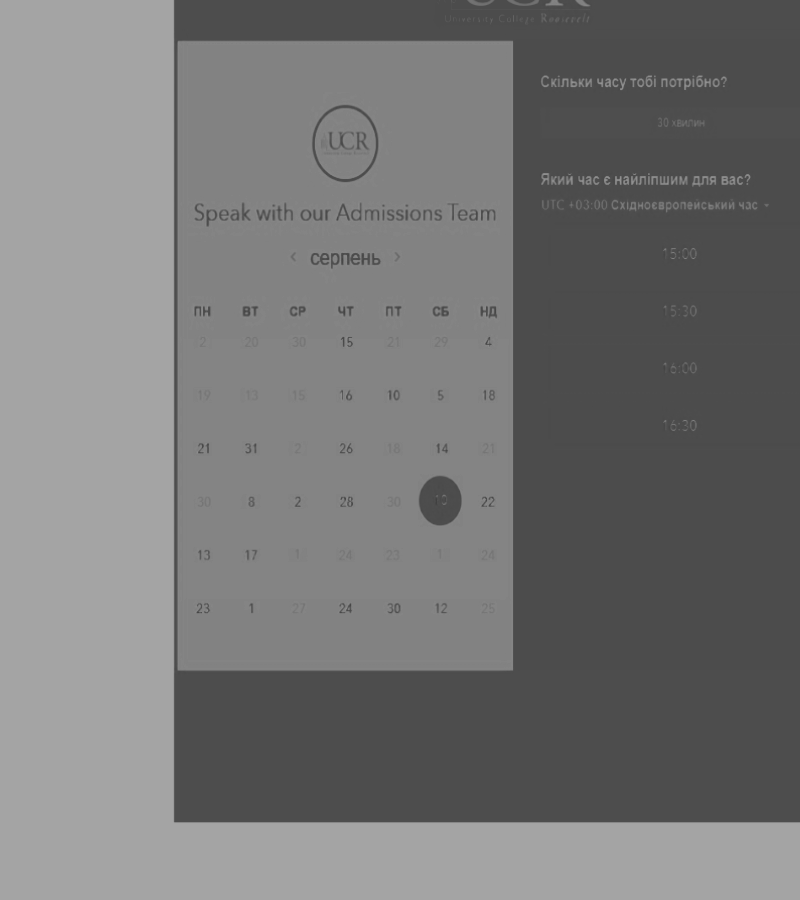 UCR
University College Roosevelt
UCR
Speak with our Admissions Team
‹ серпень ›
ПН ВТ СР ЧТ ПТ СБ НД
2 20 30 15 21 29 4
19 13 15 16 10 5 18
21 31 2 26 18 14 21
30 8 2 28 30 10 22
13 17 1 24 23 1 24
23 1 27 24 30 12 25
Скільки часу тобі потрібно?
30 хвилин
Який час є найліпшим для вас?
UTC +03:00 Східноєвропейський час
15:00
15:30
16:00
16:30